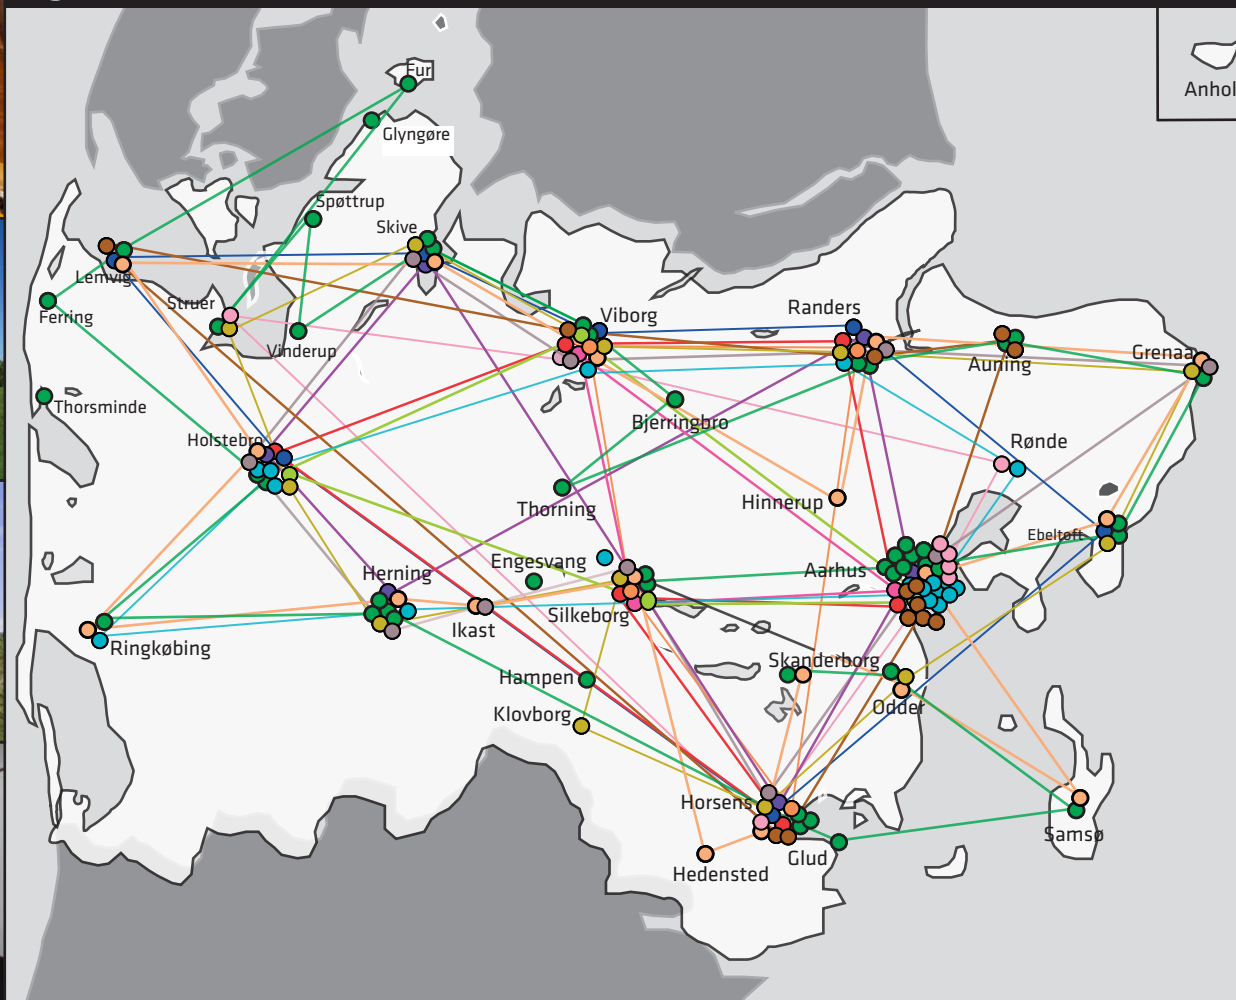 Fur
Anhol
Glyngøre
Spøttrup
Skive
Lemvig
Struer
Ferring
Vinderup
Viborg
Randers
Auning
Grenaa
Thorsminde
Bjerringbro
Holstebro
Rønde
Thorning
Hinnerup
Ebeltoft
Engesvang
Herning
Aarhus
Silkeborg
Ikast
Ringkøbing
Skanderborg
Hampen
Odder
Klovborg
Horsens
Samsø
Glud
Hedensted